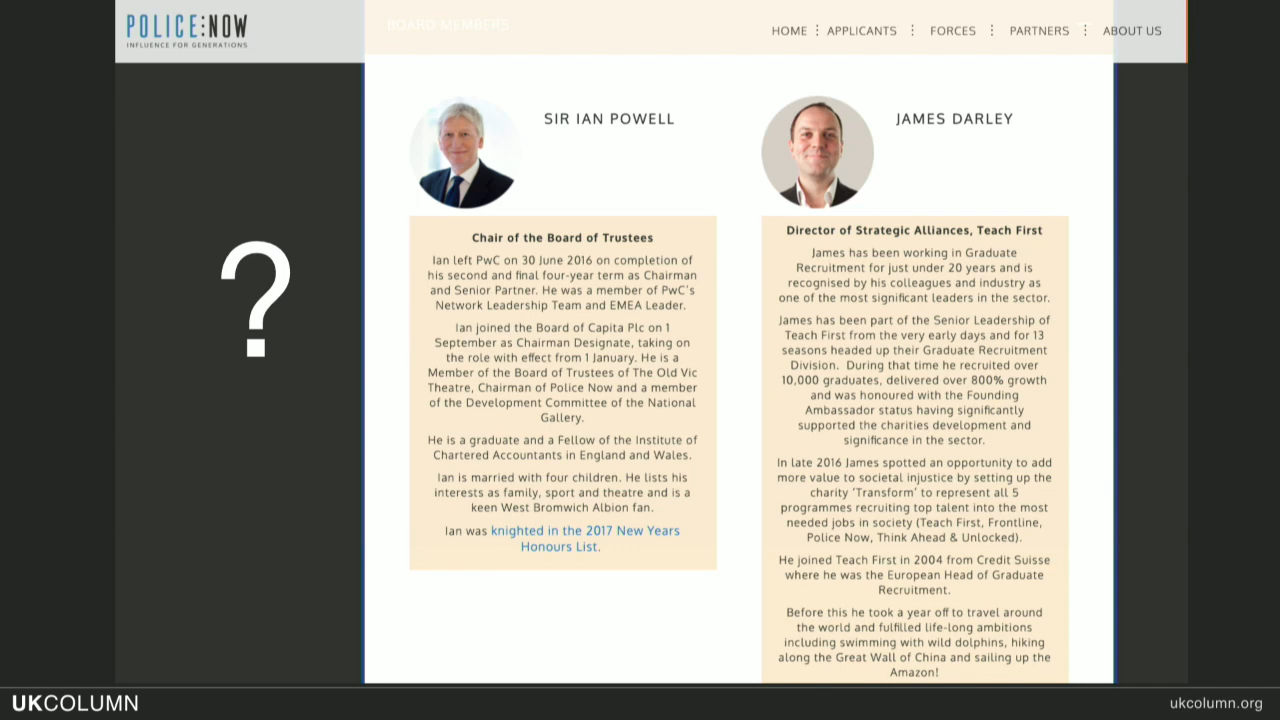 POLICE:NOW
INFLUENCE FOR GENERATIONS
BOARD MEMBERS
HOME
APPLICANTS
FORCES
PARTNERS
ABOUT US
?
SIR IAN POWELL
Chair of the Board of Trustees
Ian left PwC on 30 June 2016 on completion of
his second and final four-year term as Chairman
and Senior Partner. He was a member of PwC's
Network Leadership Team and EMEA Leader.
Ian joined the Board of Capita Plc on 1
September as Chairman Designate, taking on
the role with effect from 1 January. He is a
Member of the Board of Trustees of The Old Vic
Theatre, Chairman of Police Now and a member
of the Development Committee of the National
Gallery.
He is a graduate and a Fellow of the Institute of
Chartered Accountants in England and Wales.
Ian is married with four children. He lists his
interests as family, sport and theatre and is a
keen West Bromwich Albion fan.
Ian was knighted in the 2017 New Years
Honours List.
JAMES DARLEY
Director of Strategic Alliances, Teach First
James has been working in Graduate
Recruitment for just under 20 years and is
recognised by his colleagues and industry as
one of the most significant leaders in the sector.
James has been part of the Senior Leadership of
Teach First from the very early days and for 13
seasons headed up their Graduate Recruitment
Division. During that time he recruited over
10,000 graduates, delivered over 800% growth
and was honoured with the Founding
Ambassador status having significantly
supported the charities development and
significance in the sector.
In late 2016 James spotted an opportunity to add
more value to societal injustice by setting up the
charity 'Transform' to represent all 5
programmes recruiting top talent into the most
needed jobs in society (Teach First, Frontline,
Police Now, Think Ahead & Unlocked).
He joined Teach First in 2004 from Credit Suisse
where he was the European Head of Graduate
Recruitment.
Before this he took a year off to travel around
the world and fulfilled life-long ambitions
including swimming with wild dolphins, hiking
along the Great Wall of China and sailing up the
Amazon!
UKCOLUMN
ukcolumn.org